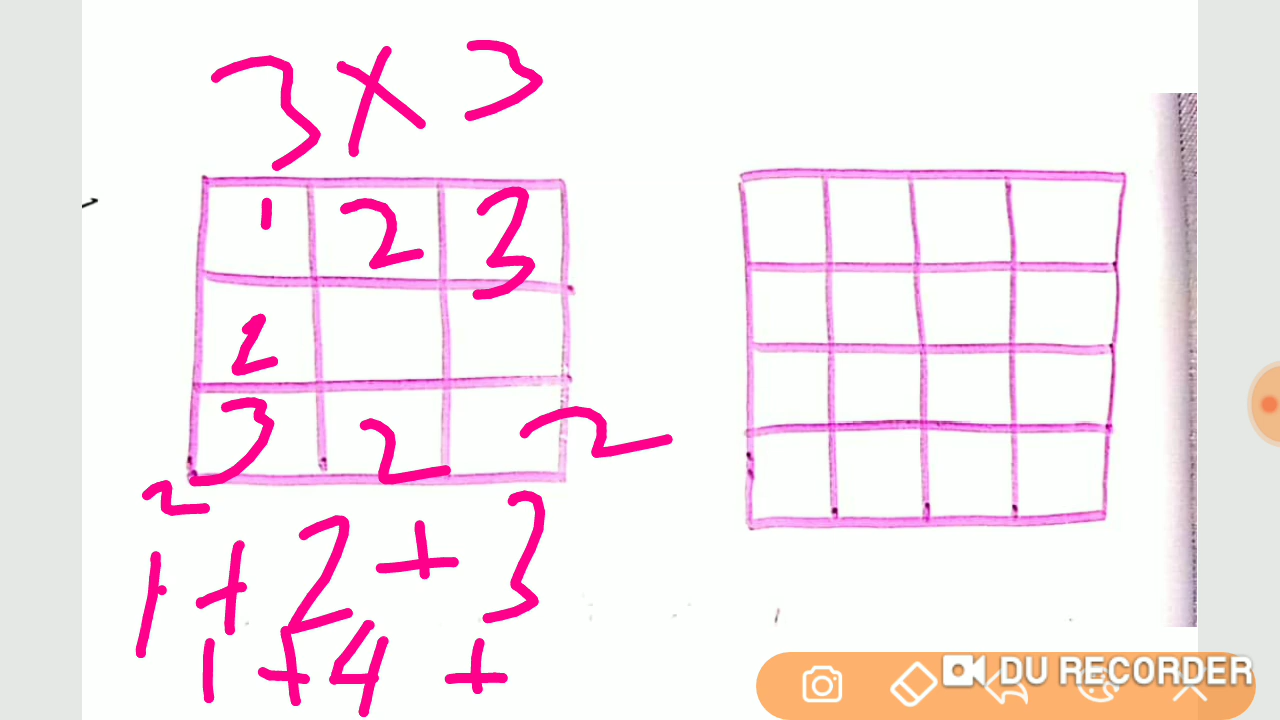 3 x 3
1 2 3
2
3 2 2
2
1 + 2 + 3
1 + 4 +
DU RECORDER